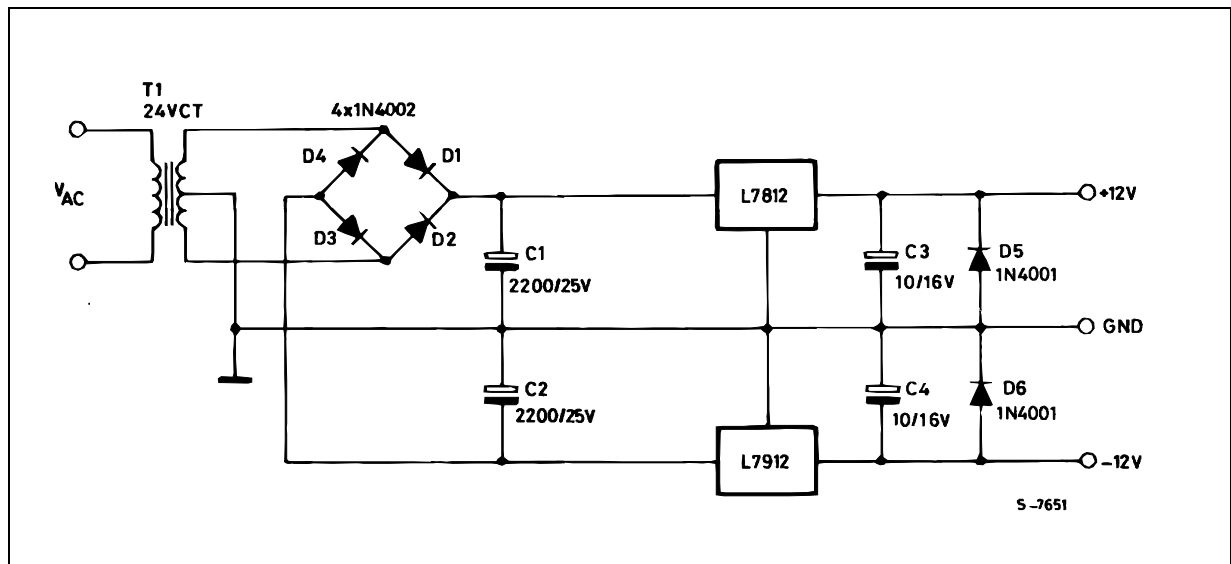 T1
24VCT
4x1N4002
D4
D1
D3
D2
VAC
L7812
+12V
C1
2200/25V
C3
10/16V
D5
1N4001
GND
C2
2200/25V
C4
10/16V
D6
1N4001
L7912
-12V
S-7651